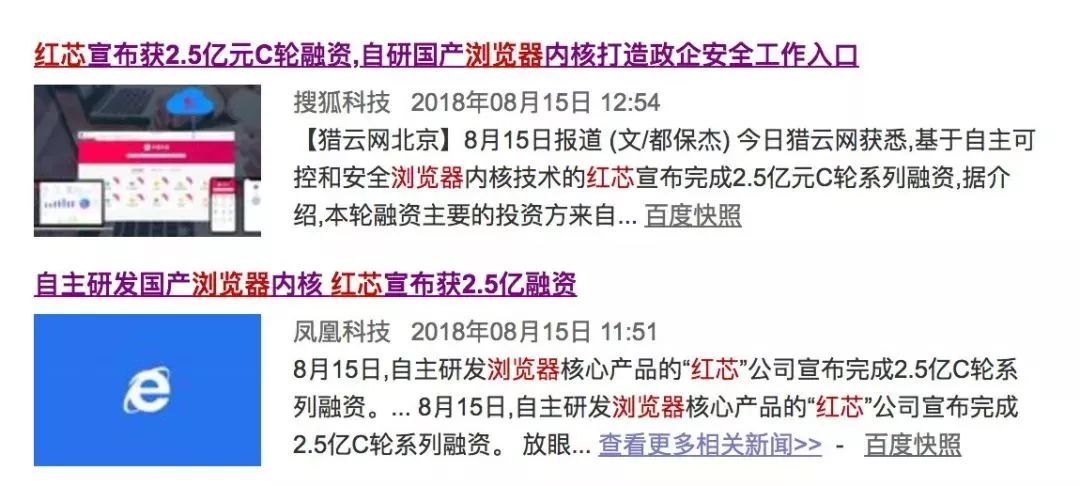 红芯宣布获2.5亿元C轮融资,自研国产浏览器内核打造政企安全工作入口
搜狐科技 2018年08月15日 12:54
【猎云网北京】8月15日报道 (文/都保杰) 今日猎云网获悉,基于自主可
控和安全浏览器内核技术的红芯宣布完成2.5亿元C轮系列融资,据介
绍,本轮融资主要的投资方来自... 百度快照
自主研发国产浏览器内核 红芯宣布获2.5亿融资
凤凰科技 2018年08月15日 11:51
8月15日,自主研发浏览器核心产品的“红芯”公司宣布完成2.5亿C轮系
列融资。... 8月15日,自主研发浏览器核心产品的“红芯”公司宣布完成
2.5亿C轮系列融资。 放眼... 查看更多相关新闻>> - 百度快照